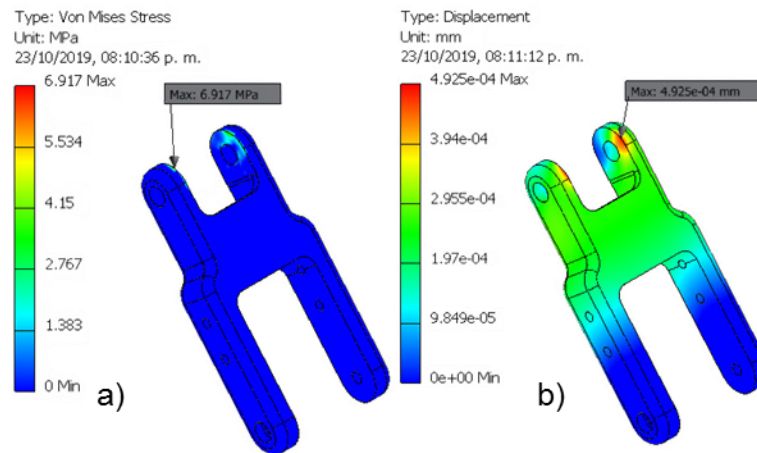 Type: Von Mises Stress
Unit: MPa
23/10/2019, 08:10:36 p. m.
6.917 Max
Max: 6.917 MPa
5.534
4.15
2.767
1.383
0 Min
a)
Type: Displacement
Unit: mm
23/10/2019, 08:11:12 p. m.
4.925e-04 Max
Max: 4.925e-04 mm
3.94e-04
2.955e-04
1.97e-04
9.849e-05
0e+00 Min
b)